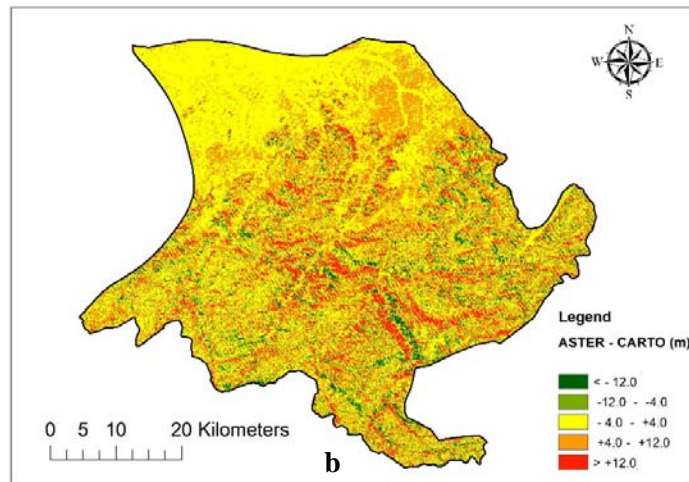 N
W E
S
Legend
ASTER - CARTO (m)
< - 12.0
-12.0 - -4.0
- 4.0 - +4.0
+4.0 - +12.0
> +12.0
0 5 10 20 Kilometers
b